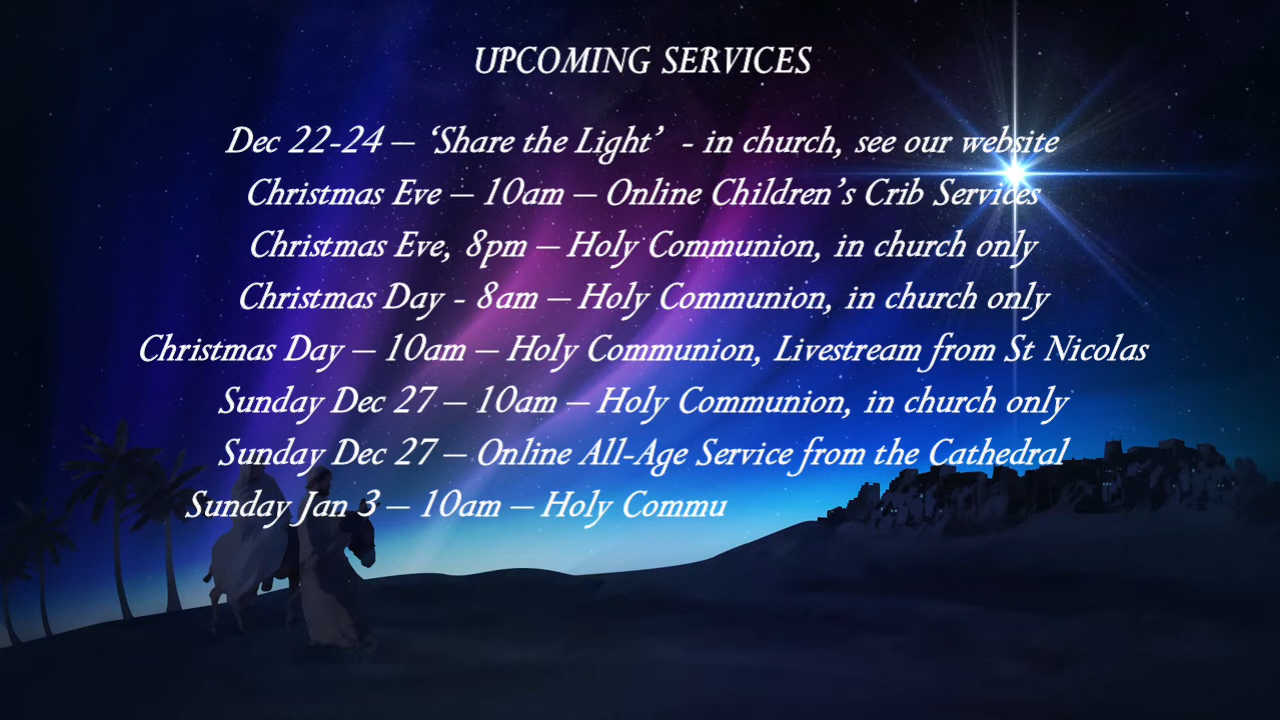 UPCOMING SERVICES
Dec 22-24 – ‘Share the Light’ - in church, see our website
Christmas Eve – 10am – Online Children’s Crib Services
Christmas Eve, 8pm – Holy Communion, in church only
Christmas Day - 8am – Holy Communion, in church only
Christmas Day – 10am – Holy Communion, Livestream from St Nicolas
Sunday Dec 27 – 10am – Holy Communion, in church only
Sunday Dec 27 – Online All-Age Service from the Cathedral
Sunday Jan 3 – 10am – Holy Commu